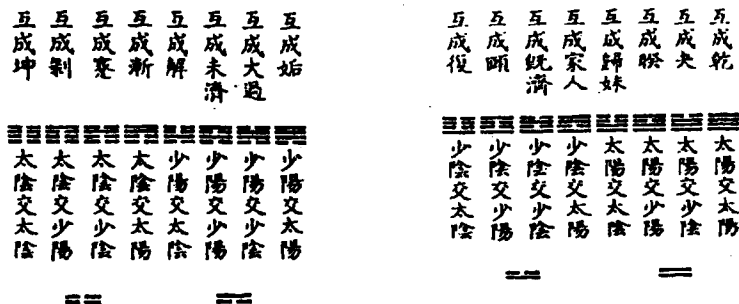 互成乾
互成夬
互成睽
互成歸妹
互成家人
互成既濟
互成頤
互成復
太陽交太陽
太陽交少陰
太陽交少陽
太陽交太陰
少陰交太陽
少陰交少陰
少陰交少陽
少陰交太陰
互成姤
互成大過
互成未濟
互成解
互成漸
互成蹇
互成剝
互成坤
少陽交太陽
少陽交少陰
少陽交少陽
少陽交太陰
太陰交太陽
太陰交少陰
太陰交少陽
太陰交太陰